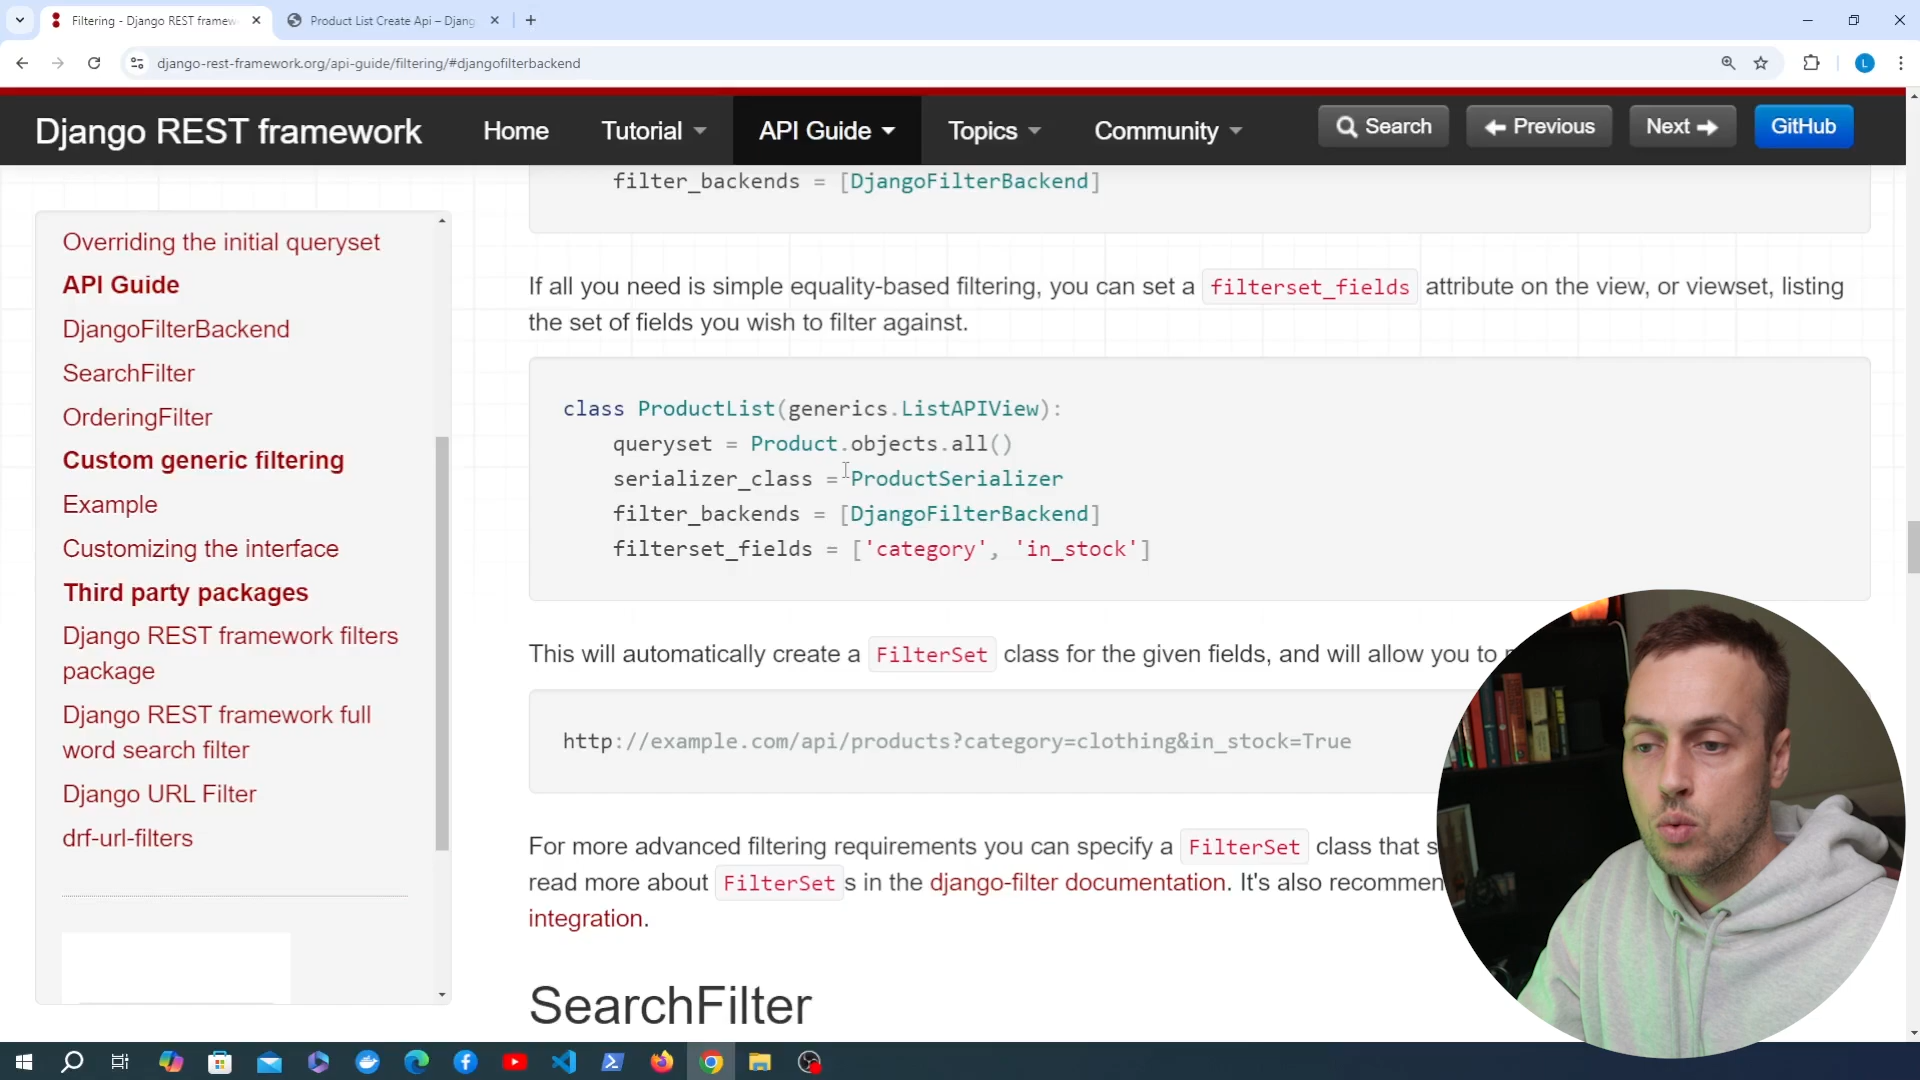 Filtering - Django REST framew
Product List Create Api – Djang
django-rest-framework.org/api-guide/filtering/#djangofilterbackend
L
Django REST framework
Home
Tutorial
API Guide
Topics
Community
Search
Previous
Next
GitHub
Overriding the initial queryset
API Guide
DjangoFilterBackend
SearchFilter
OrderingFilter
Custom generic filtering
Example
Customizing the interface
Third party packages
Django REST framework filters
package
Django REST framework full
word search filter
Django URL Filter
drf-url-filters
filter_backends = [DjangoFilterBackend]
If all you need is simple equality-based filtering, you can set a filterset_fields attribute on the view, or viewset, listing
the set of fields you wish to filter against.
class ProductList(generics.ListAPIView):
queryset = Product.objects.all()
serializer_class = ProductSerializer
filter_backends = [DjangoFilterBackend]
filterset_fields = ['category', 'in_stock']
This will automatically create a FilterSet class for the given fields, and will allow you to
http://example.com/api/products?category=clothing&in_stock=True
For more advanced filtering requirements you can specify a FilterSet class that s
read more about FilterSet s in the django-filter documentation. It's also recommen
integration.
SearchFilter